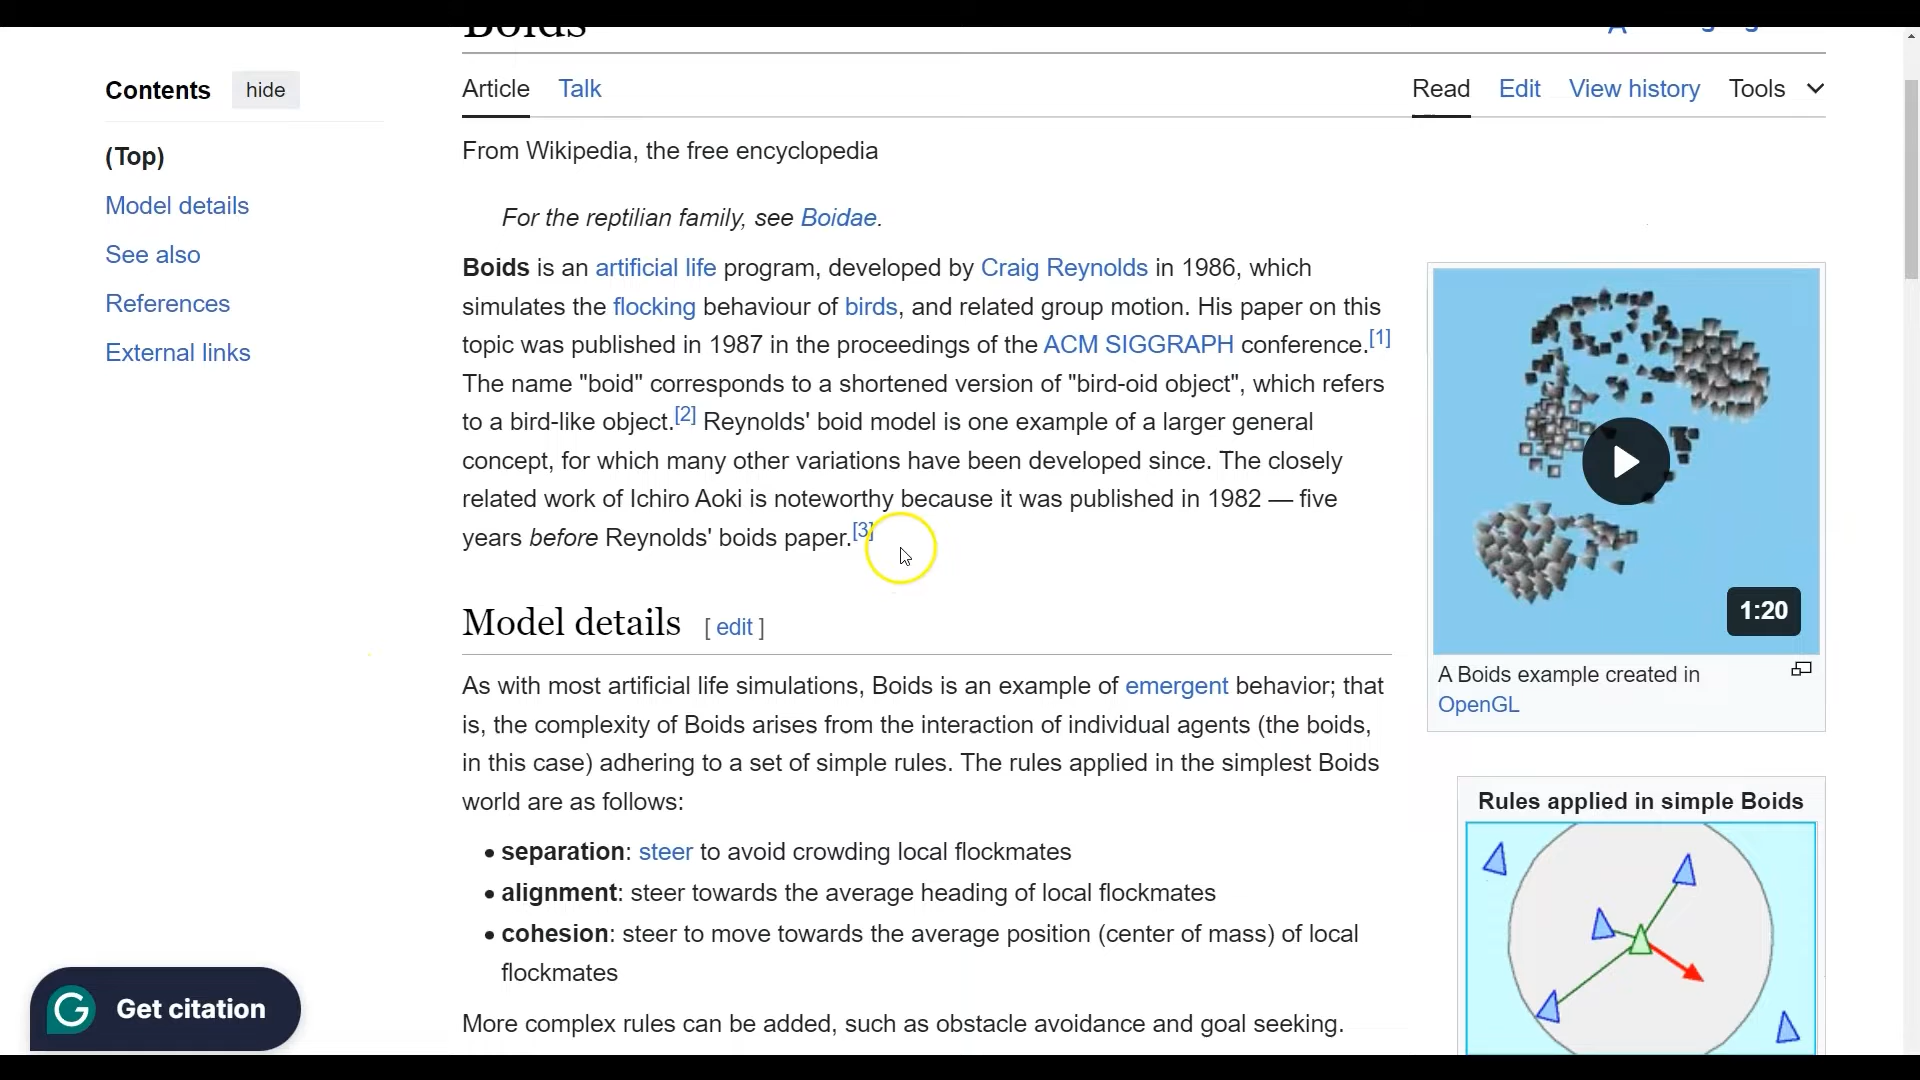 Boids
Contents hide
Article Talk Read Edit View history Tools
(Top)
Model details
See also
References
External links
From Wikipedia, the free encyclopedia
For the reptilian family, see Boidae.
Boids is an artificial life program, developed by Craig Reynolds in 1986, which
simulates the flocking behaviour of birds, and related group motion. His paper on this
topic was published in 1987 in the proceedings of the ACM SIGGRAPH conference.[1]
The name "boid" corresponds to a shortened version of "bird-oid object", which refers
to a bird-like object.[2] Reynolds' boid model is one example of a larger general
concept, for which many other variations have been developed since. The closely
related work of Ichiro Aoki is noteworthy because it was published in 1982 — five
years before Reynolds' boids paper.[3]
1:20
A Boids example created in
OpenGL
Model details [ edit ]
As with most artificial life simulations, Boids is an example of emergent behavior; that
is, the complexity of Boids arises from the interaction of individual agents (the boids,
in this case) adhering to a set of simple rules. The rules applied in the simplest Boids
world are as follows:
• separation: steer to avoid crowding local flockmates
• alignment: steer towards the average heading of local flockmates
• cohesion: steer to move towards the average position (center of mass) of local
flockmates
More complex rules can be added, such as obstacle avoidance and goal seeking.
Rules applied in simple Boids
Get citation